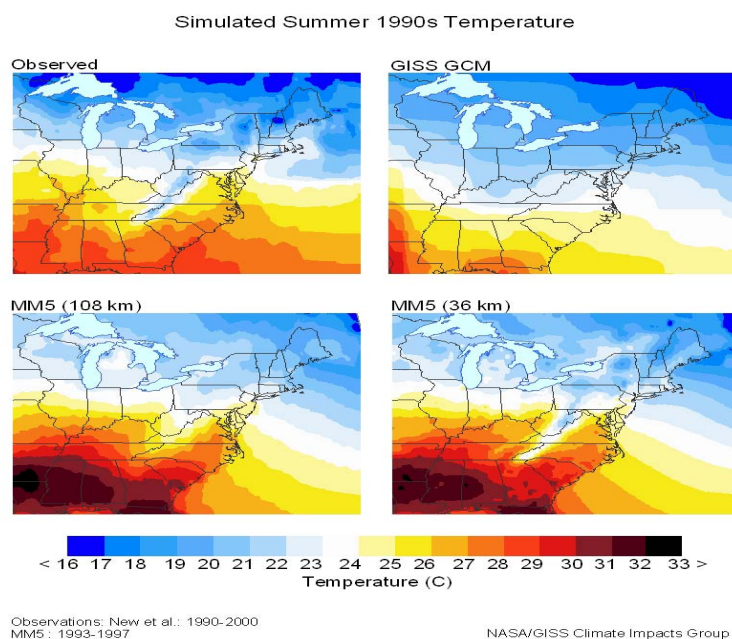 Simulated Summer 1990s Temperature
Observed
GISS GCM
MM5 (108 km)
MM5 (36 km)
< 16 17 18 19 20 21 22 23 24 25 26 27 28 29 30 31 32 33 >
Temperature (C)
Observations: New et al.: 1990-2000
MM5 : 1993-1997
NASA/GISS Climate Impacts Group